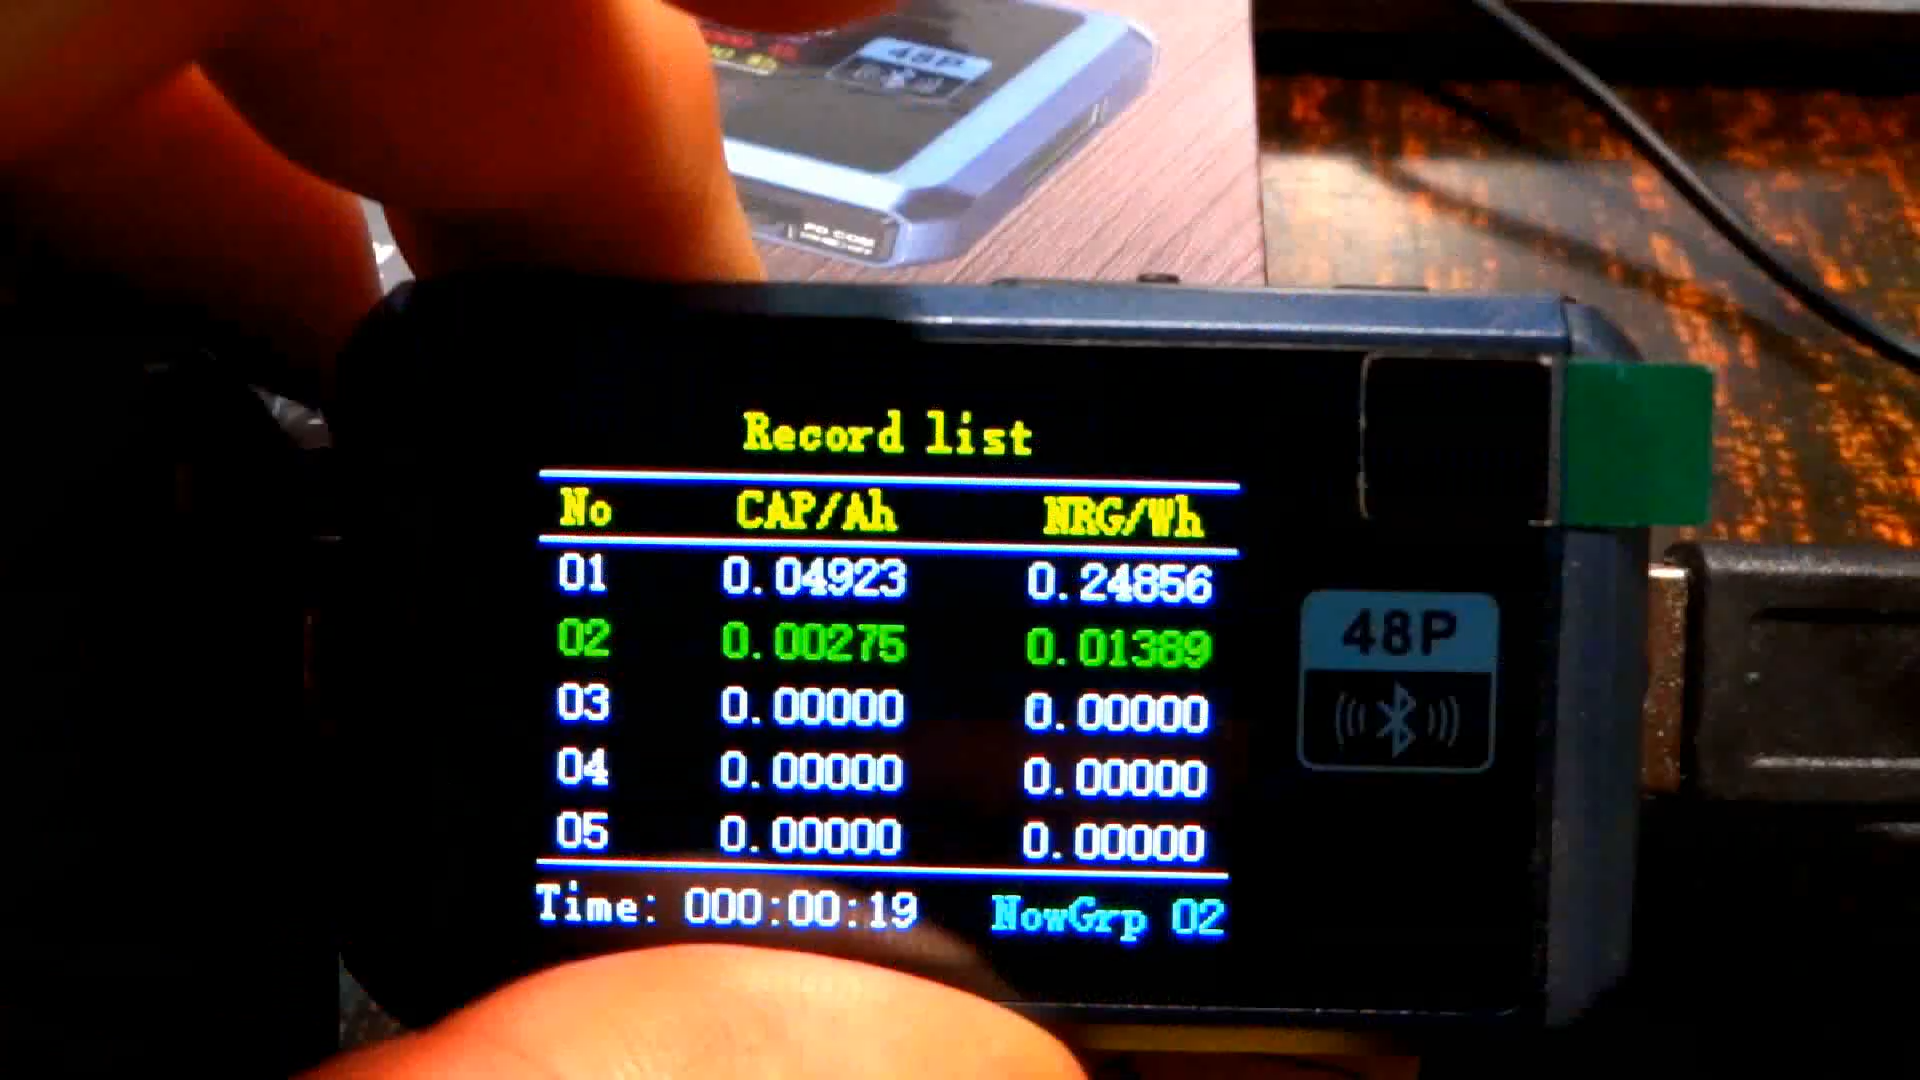 48P
PD COM
Record list
No CAP/Ah NRG/Wh
01 0.04923 0.24856
02 0.00275 0.01389
03 0.00000 0.00000
04 0.00000 0.00000
05 0.00000 0.00000
Time: 000:00:19 NowGrp 02
48P